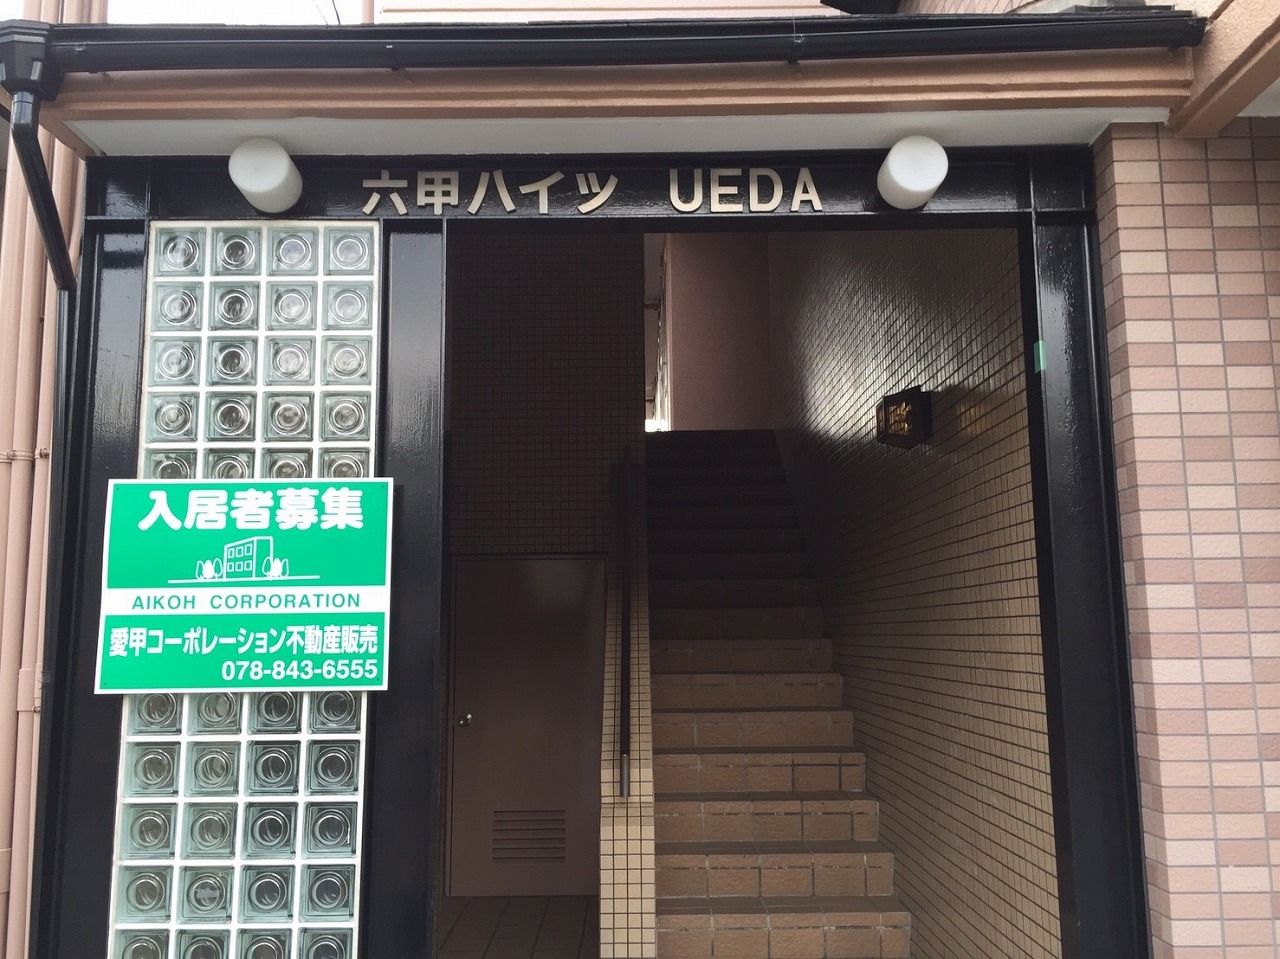 六甲ハイツ UEDA
入居者募集
AIKOH CORPORATION
愛甲コーポレーション不動産販売
078-843-6555